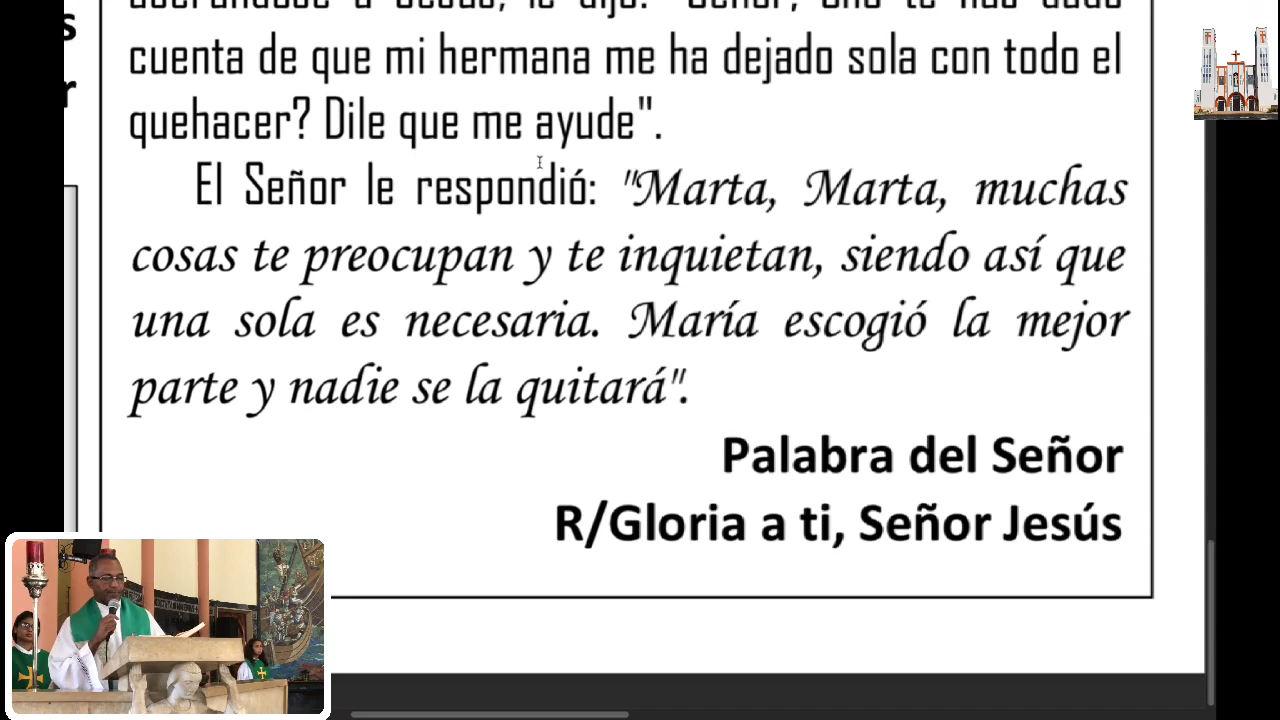 s
r
cuenta de que mi hermana me ha dejado sola con todo el
quehacer? Dile que me ayude".
El Señor le respondió: "Marta, Marta, muchas
cosas te preocupan y te inquietan, siendo así que
una sola es necesaria. María escogió la mejor
parte y nadie se la quitará".
Palabra del Señor
R/Gloria a ti, Señor Jesús